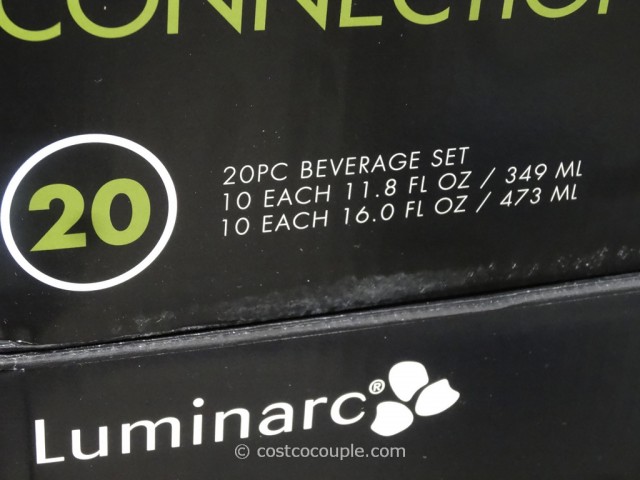 CONNECTION
20
20PC BEVERAGE SET
10 EACH 11.8 FL OZ / 349 ML
10 EACH 16.0 FL OZ / 473 ML
Luminarc®
© costcocouple.com